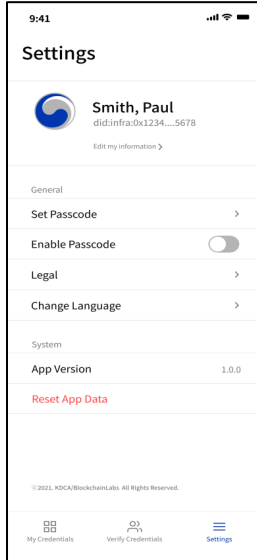 9:41
Settings
Smith, Paul
did:infra:0x1234....5678
Edit my information >
General
Set Passcode >
Enable Passcode
Legal >
Change Language >
System
App Version 1.0.0
Reset App Data
©2021. KDCA/BlockchainLabs All Rights Reserved.
My Credentials Verify Credentials Settings